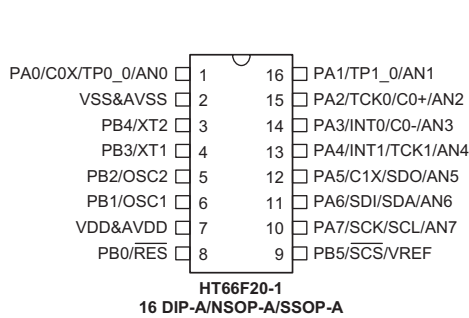 PA0/C0X/TP0_0/AN0 1 16 PA1/TP1_0/AN1
VSS&AVSS 2 15 PA2/TCK0/C0+/AN2
PB4/XT2 3 14 PA3/INT0/C0-/AN3
PB3/XT1 4 13 PA4/INT1/TCK1/AN4
PB2/OSC2 5 12 PA5/C1X/SDO/AN5
PB1/OSC1 6 11 PA6/SDI/SDA/AN6
VDD&AVDD 7 10 PA7/SCK/SCL/AN7
PB0/RES 8 9 PB5/SCS/VREF
HT66F20-1
16 DIP-A/NSOP-A/SSOP-A